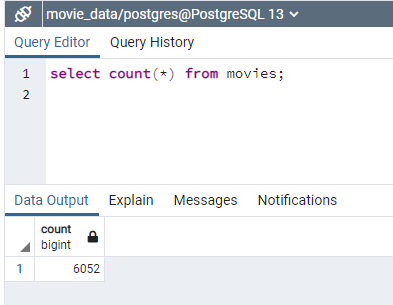 movie_data/postgres@PostgreSQL 13
Query Editor Query History
1 select count(*) from movies;
2
Data Output Explain Messages Notifications
count
bigint
1 6052